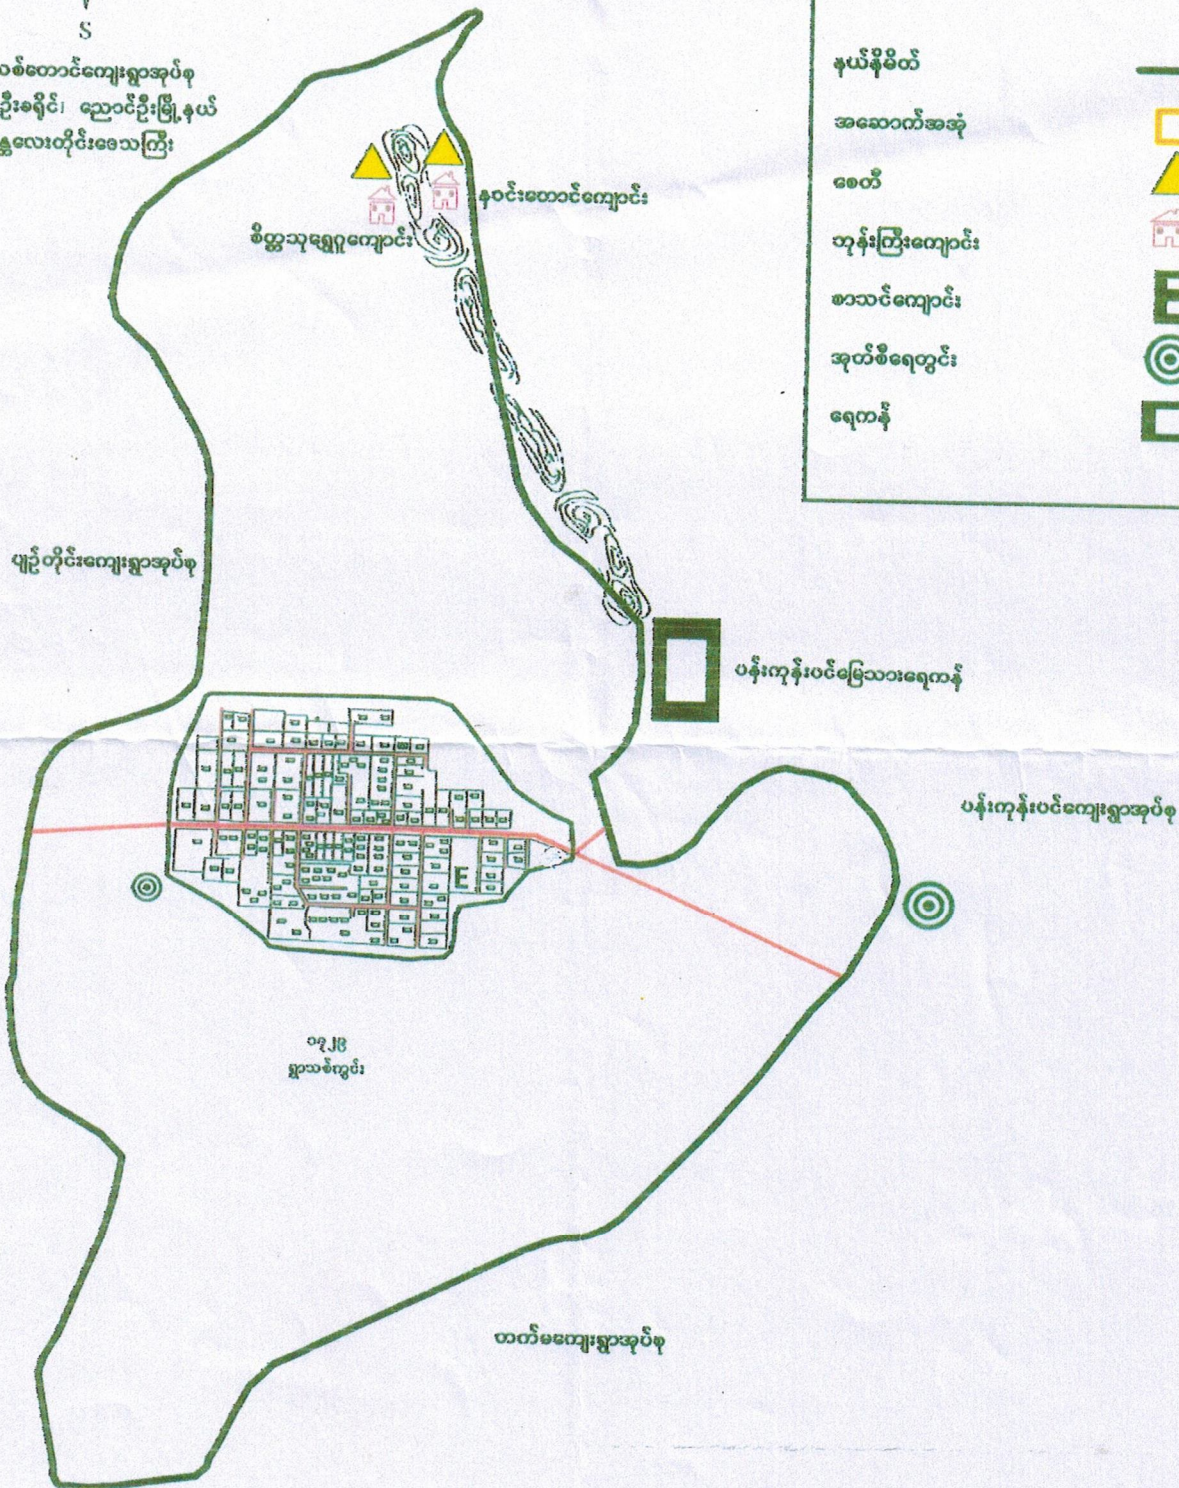 S
သစ်တောင်ကျေးရွာအုပ်စု
ဦးခရိုင်၊ ညောင်ဦးမြို့နယ်
န္တလေးတိုင်းဒေသကြီး
နယ်နိမိတ်
အဆောက်အအုံ
စေတီ
ဘုန်းကြီးကျောင်း
စာသင်ကျောင်း
E
အုတ်စီရေတွင်း
ရေကန်
နဝင်းတောင်ကျောင်း
စိတ္တသုရွှေဂူကျောင်း
ပျဉ်တိုင်းကျေးရွာအုပ်စု
ပန်းကုန်းပင်မြေသားရေကန်
ပန်းကုန်းပင်ကျေးရွာအုပ်စု
E
၁၇၂၉
ရွာသစ်ကွင်း
တက်မကျေးရွာအုပ်စု